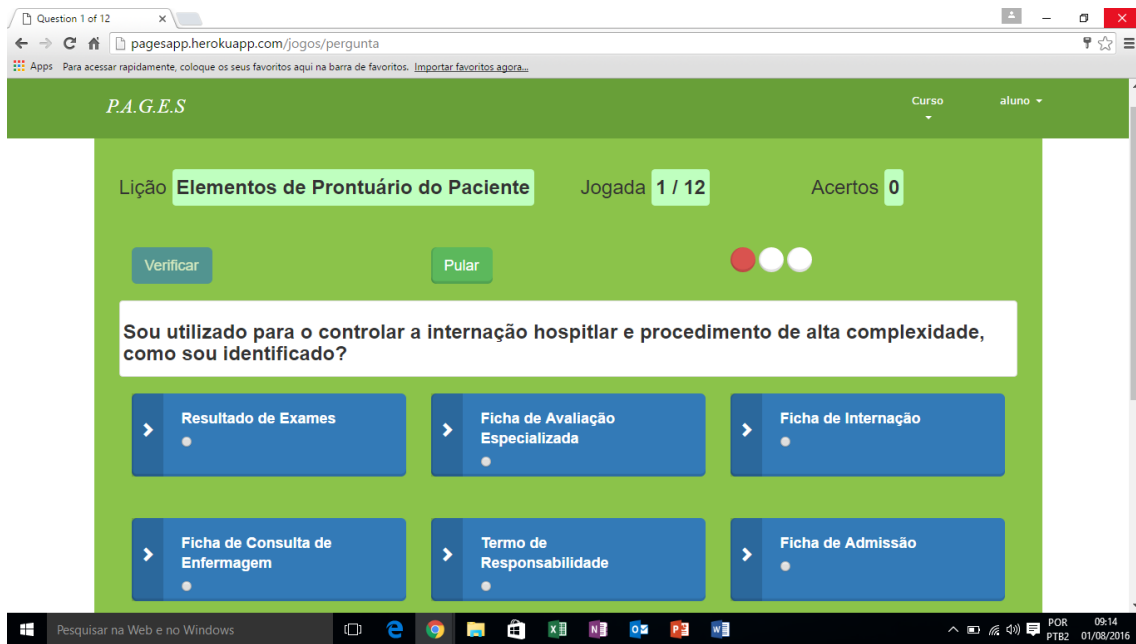 Question 1 of 12
pagesapp.herokuapp.com/jogos/pergunta
Apps Para acessar rapidamente, coloque os seus favoritos aqui na barra de favoritos. Importar favoritos agora...
P.A.G.E.S
Curso
aluno
Lição Elementos de Prontuário do Paciente
Jogada 1 / 12
Acertos 0
Verificar
Pular
Sou utilizado para o controlar a internação hospitlar e procedimento de alta complexidade,
como sou identificado?
Resultado de Exames
Ficha de Avaliação
Especializada
Ficha de Internação
Ficha de Consulta de
Enfermagem
Termo de
Responsabilidade
Ficha de Admissão
Pesquisar na Web e no Windows
POR
PTB2
09:14
01/08/2016